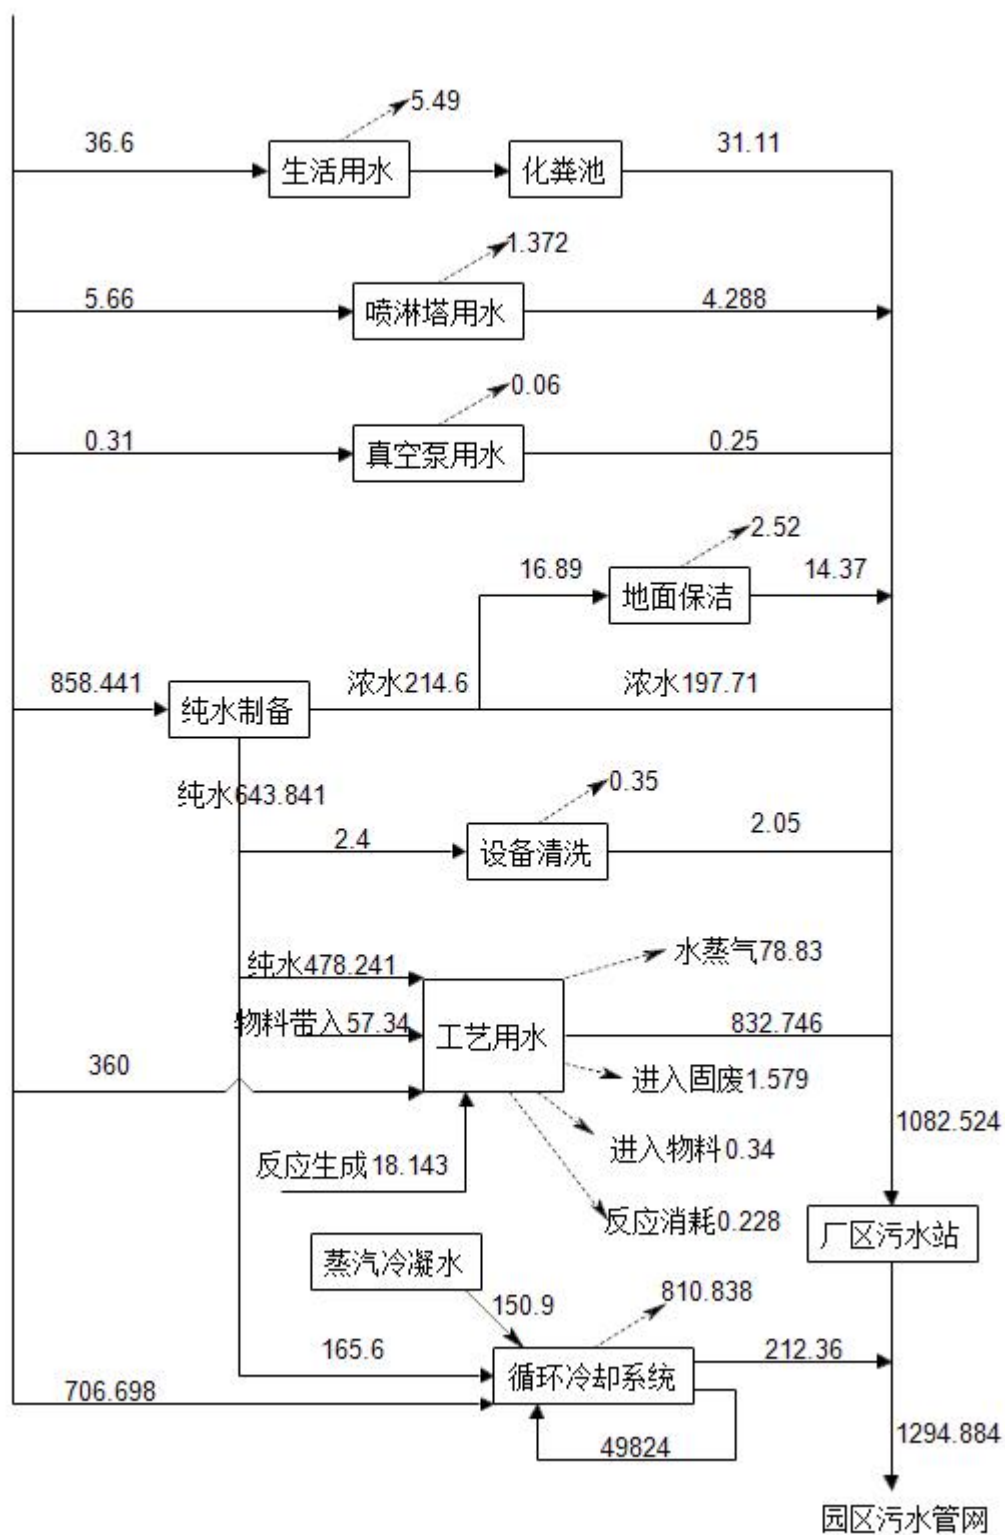 5.49
36.6
31.11
生活用水
化粪池
1.372
5.66
4.288
喷淋塔用水
0.06
0.31
0.25
真空泵用水
2.52
16.89
14.37
地面保洁
858.441
浓水214.6
浓水197.71
纯水制备
0.35
纯水643.841
2.05
2.4
设备清洗
水蒸气78.83
纯水478.241
物料带入57.34
832.746
工艺用水
360
进入固废1.579
1082.524
进入物料0.34
反应生成18.143
反应消耗0.228
厂区污水站
蒸汽冷凝水
810.838
150.9
165.6
212.36
循环冷却系统
706.698
49824
1294.884
园区污水管网